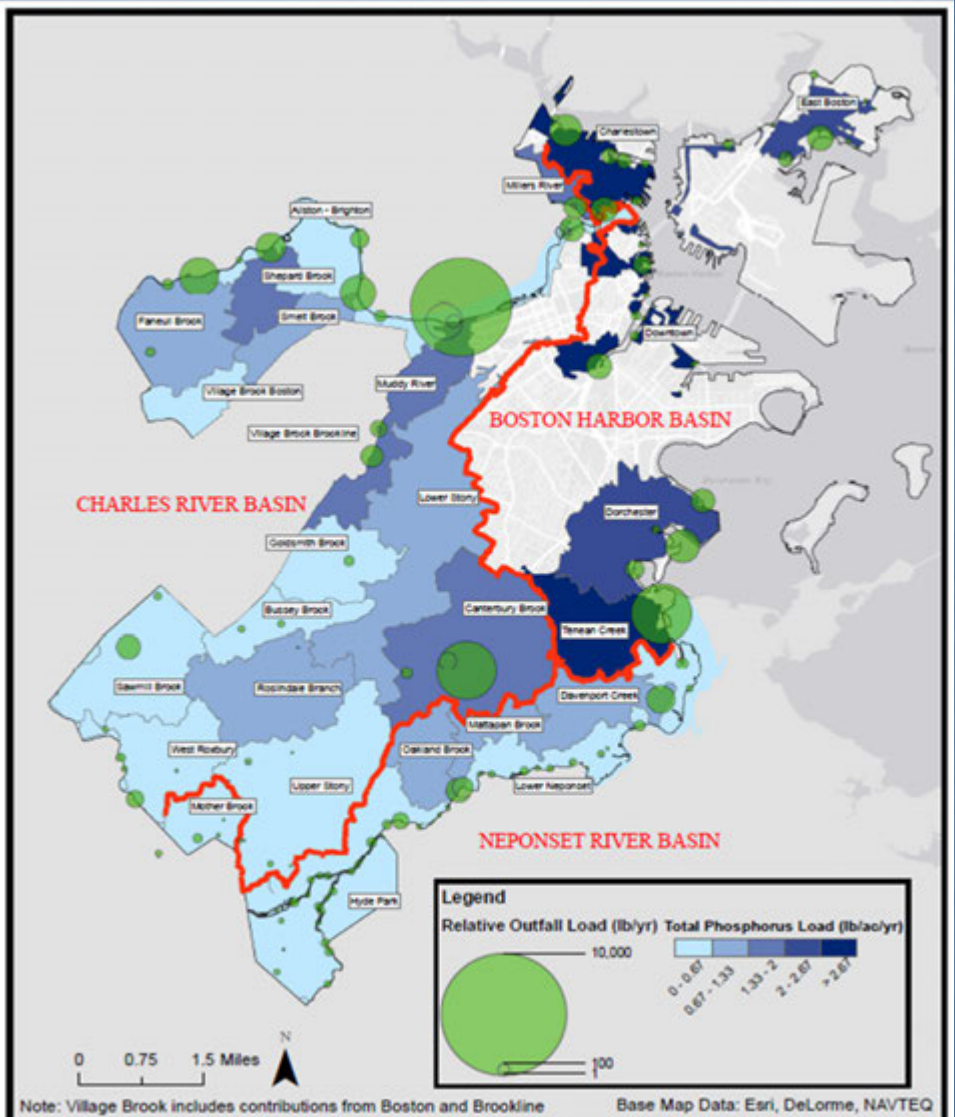 East Boston
Charlestown
Millers River
Allston - Brighton
Shepard Brook
Faneuil Brook
Smelt Brook
Downtown
Muddy River
Village Brook Boston
BOSTON HARBOR BASIN
Village Brook Brookline
CHARLES RIVER BASIN
Lower Stony
Dorchester
Goldsmith Brook
Bussey Brook
Canterbury Brook
Tenean Creek
Sawmill Brook
Roslindale Branch
Davenport Creek
Mattapan Brook
West Roxbury
Oakland Brook
Upper Stony
Lower Neponset
Mother Brook
NEPONSET RIVER BASIN
Hyde Park
Legend
Relative Outfall Load (lb/yr)
10,000
100
1
Total Phosphorus Load (lb/ac/yr)
0 - 0.67
0.67 - 1.33
1.33 - 2
2 - 2.67
> 2.67
N
0 0.75 1.5 Miles
Note: Village Brook includes contributions from Boston and Brookline
Base Map Data: Esri, DeLorme, NAVTEQ